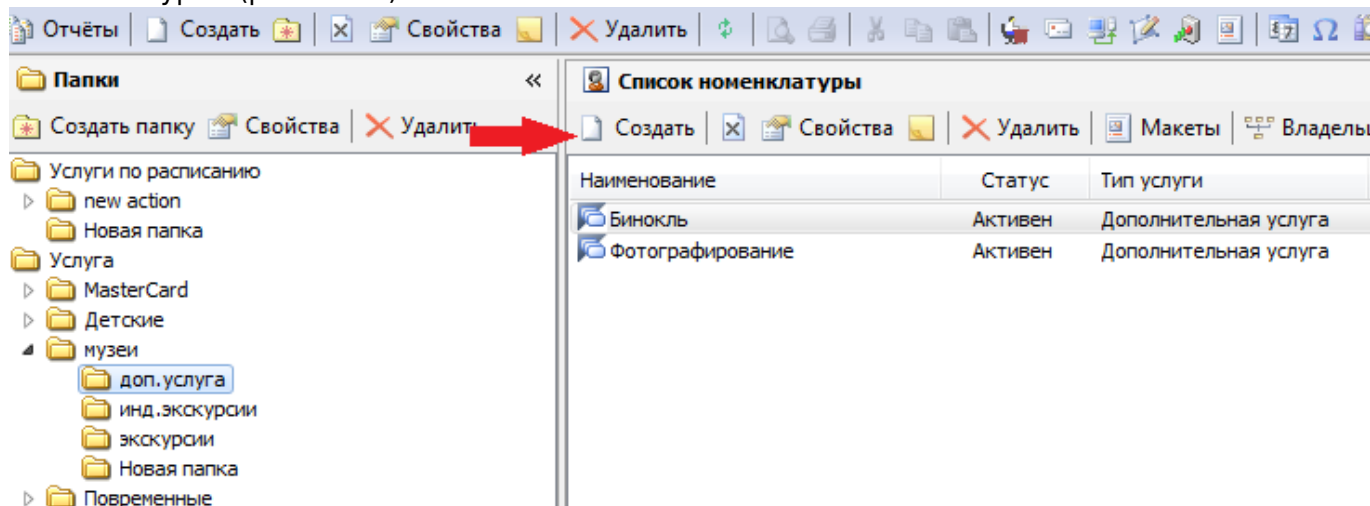 Отчёты Создать Свойства Удалить
Папки «
Создать папку Свойства Удалить
Услуги по расписанию
new action
Новая папка
Услуга
MasterCard
Детские
музеи
доп.услуга
инд.экскурсии
экскурсии
Новая папка
Повременные
Список номенклатуры
Создать Свойства Удалить Макеты Владельц
Наименование Статус Тип услуги
Бинокль Активен Дополнительная услуга
Фотографирование Активен Дополнительная услуга